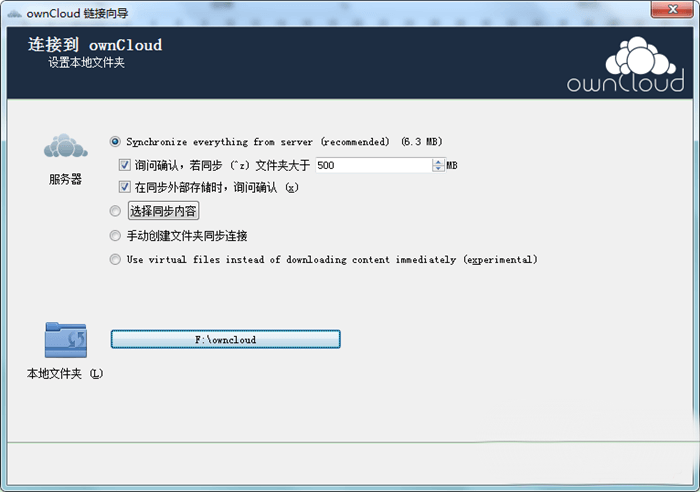 ownCloud 链接向导
连接到 ownCloud
设置本地文件夹
ownCloud
Synchronize everything from server (recommended) (6.3 MB)
询问确认，若同步 (^z) 文件夹大于 500 MB
服务器
在同步外部存储时，询问确认 (x)
选择同步内容
手动创建文件夹同步连接
Use virtual files instead of downloading content immediately (experimental)
F:\owncloud
本地文件夹 (L)